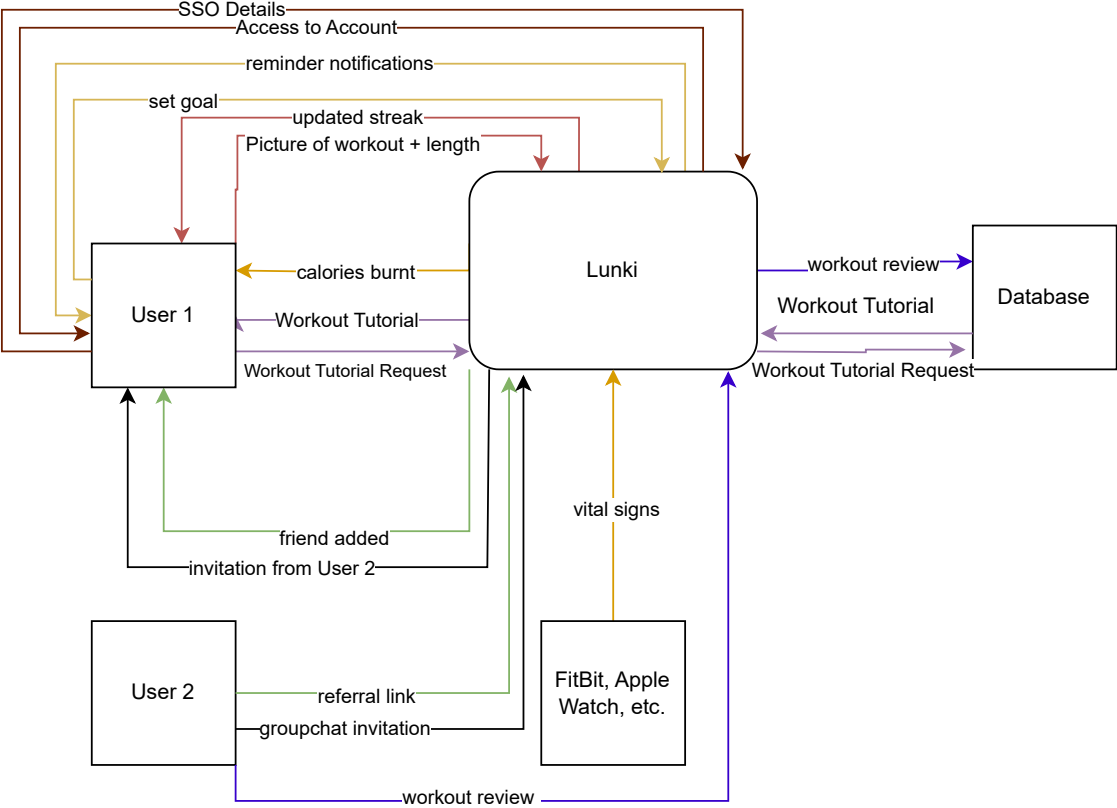 SSO Details
Access to Account
reminder notifications
set goal
updated streak
Picture of workout + length
Lunki
calories burnt
workout review
Workout Tutorial
Database
User 1
Workout Tutorial
Workout Tutorial Request
Workout Tutorial Request
vital signs
friend added
invitation from User 2
User 2
FitBit, Apple
Watch, etc.
referral link
groupchat invitation
workout review